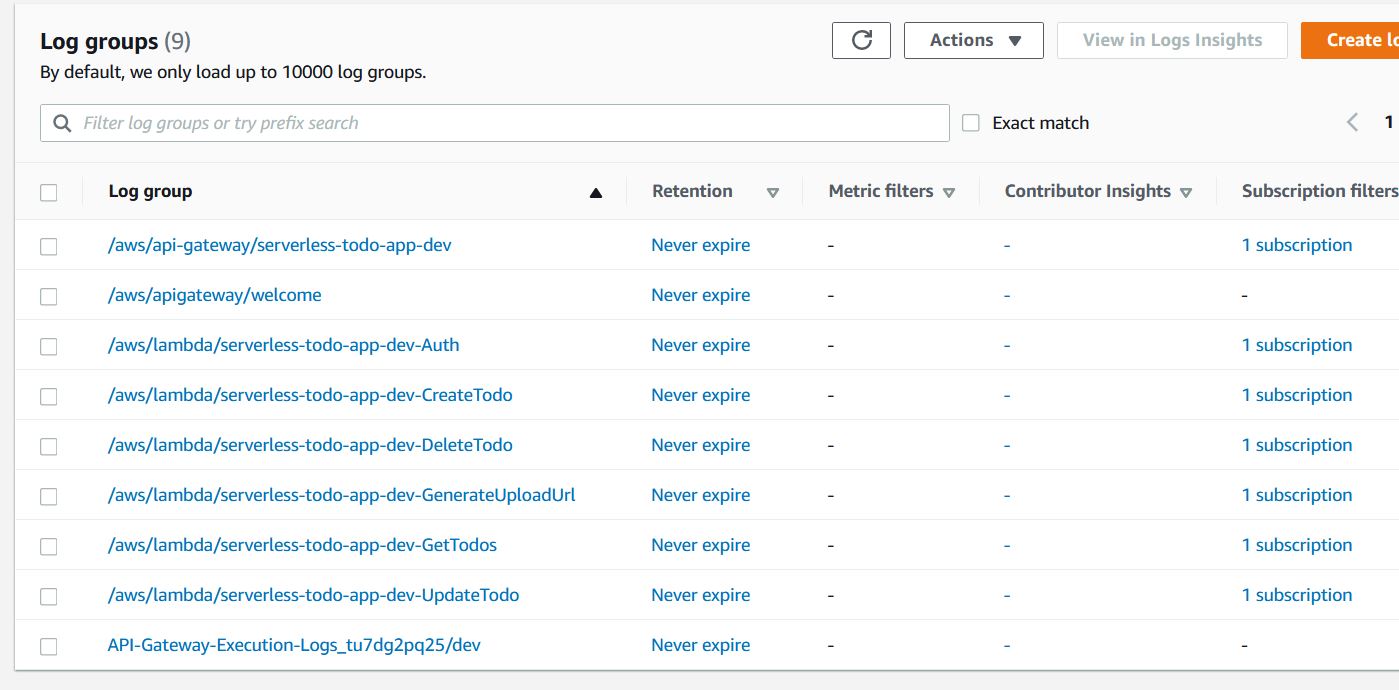 Log groups (9)
Actions ▼ View in Logs Insights Create lo
By default, we only load up to 10000 log groups.
Filter log groups or try prefix search Exact match 1
Log group Retention Metric filters Contributor Insights Subscription filters
/aws/api-gateway/serverless-todo-app-dev Never expire - - 1 subscription
/aws/apigateway/welcome Never expire - - -
/aws/lambda/serverless-todo-app-dev-Auth Never expire - - 1 subscription
/aws/lambda/serverless-todo-app-dev-CreateTodo Never expire - - 1 subscription
/aws/lambda/serverless-todo-app-dev-DeleteTodo Never expire - - 1 subscription
/aws/lambda/serverless-todo-app-dev-GenerateUploadUrl Never expire - - 1 subscription
/aws/lambda/serverless-todo-app-dev-GetTodos Never expire - - 1 subscription
/aws/lambda/serverless-todo-app-dev-UpdateTodo Never expire - - 1 subscription
API-Gateway-Execution-Logs_tu7dg2pq25/dev Never expire - - -